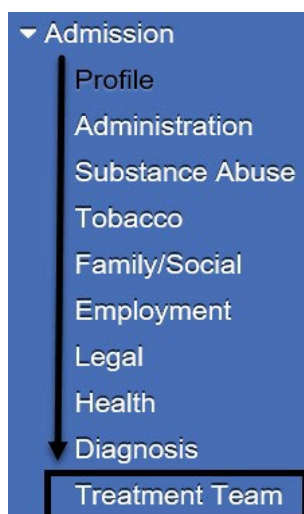 Admission
Profile
Administration
Substance Abuse
Tobacco
Family/Social
Employment
Legal
Health
Diagnosis
Treatment Team